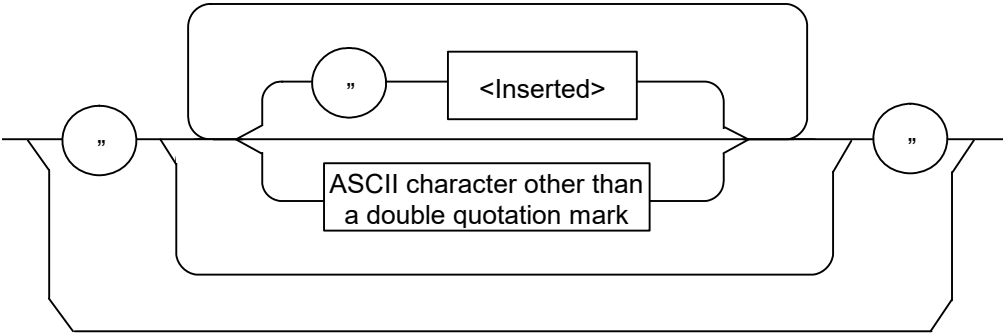 ” <Inserted>
” ”
ASCII character other than
a double quotation mark